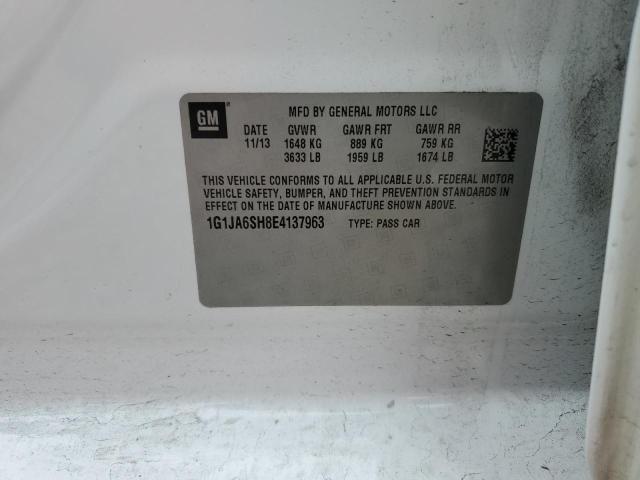 GM
MFD BY GENERAL MOTORS LLC
DATE GVWR GAWR FRT GAWR RR
11/13 1648 KG 889 KG 759 KG
3633 LB 1959 LB 1674 LB
THIS VEHICLE CONFORMS TO ALL APPLICABLE U.S. FEDERAL MOTOR
VEHICLE SAFETY, BUMPER, AND THEFT PREVENTION STANDARDS IN
EFFECT ON THE DATE OF MANUFACTURE SHOWN ABOVE.
1G1JA6SH8E4137963 TYPE: PASS CAR